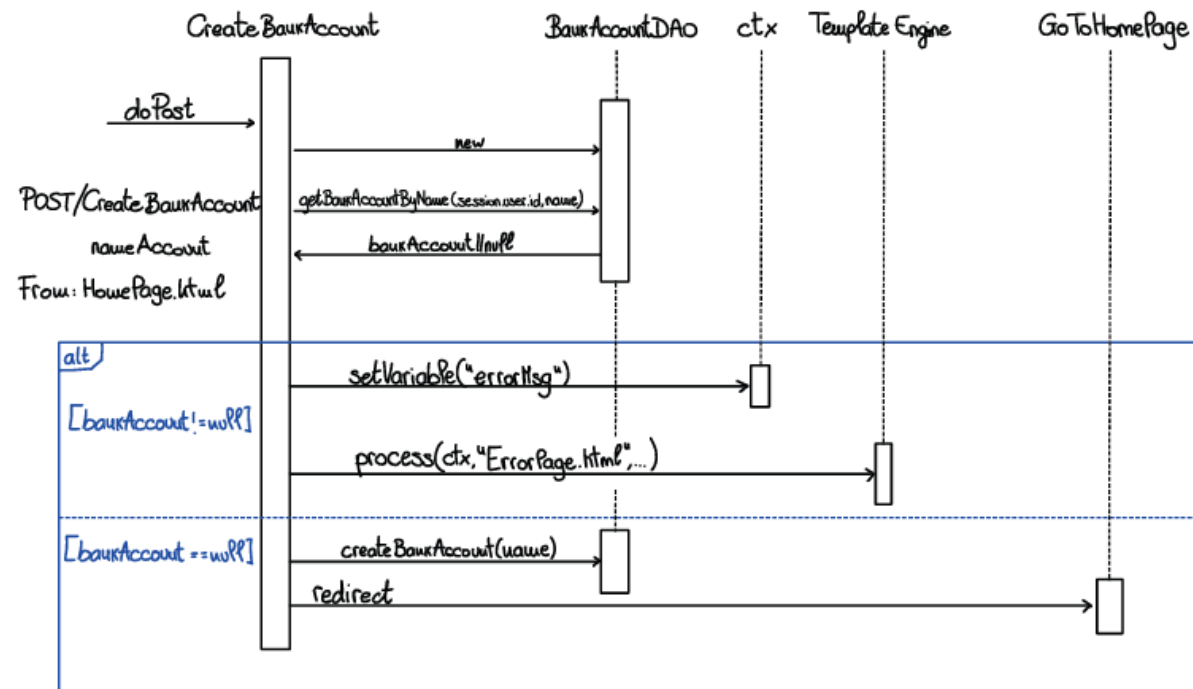 CreateBankAccount
BankAccountDAO
ctx
Template Engine
GoToHomePage
doPost
new
POST/CreateBankAccount
getBankAccountByName(session.user.id,name)
nameAccount
bankAccount||null
From: HomePage.html
alt
setVariable("errorMsg")
[bankAccount!=null]
process(ctx,"ErrorPage.html",...)
[bankAccount ==null]
createBankAccount(name)
redirect